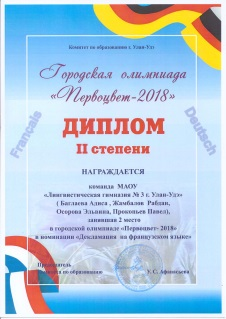 Комитет по образованию г. Улан-Удэ
Городская олимпиада
«Первоцвет-2018»
Français
Deutsch
ДИПЛОМ
II степени
НАГРАЖДАЕТСЯ
команда МАОУ
«Лингвистическая гимназия № 3 г. Улан-Удэ»
( Баглаева Адиса , Жамбалов Рабдан,
Осорова Эльвина, Прокопьев Павел),
занявшая 2 место
в городской олимпиаде «Первоцвет- 2018»
в номинации «Декламация на французском языке»
Председатель
Комитета по образованию
С. Афанасьева